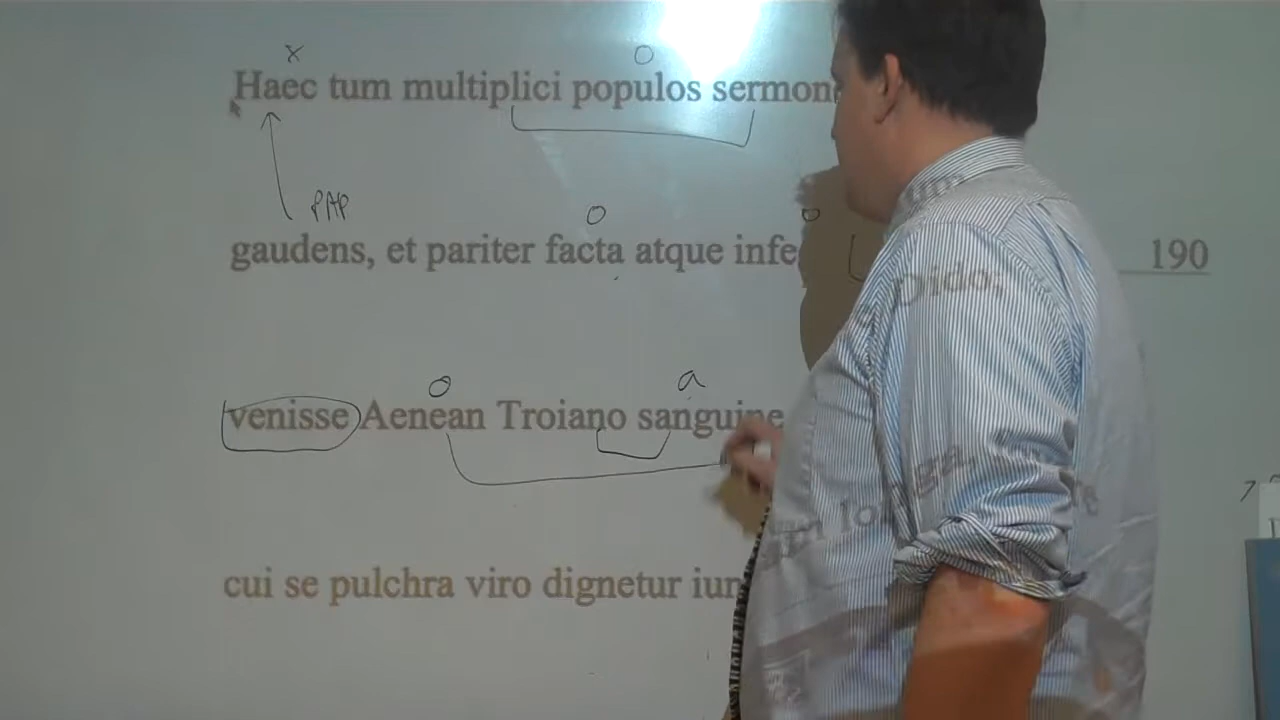 x o
Haec tum multiplici populos sermon
PAP o o
gaudens, et pariter facta atque infe 190
Dido,
o a
venisse Aenean Troiano sanguine
cui se pulchra viro dignetur iun